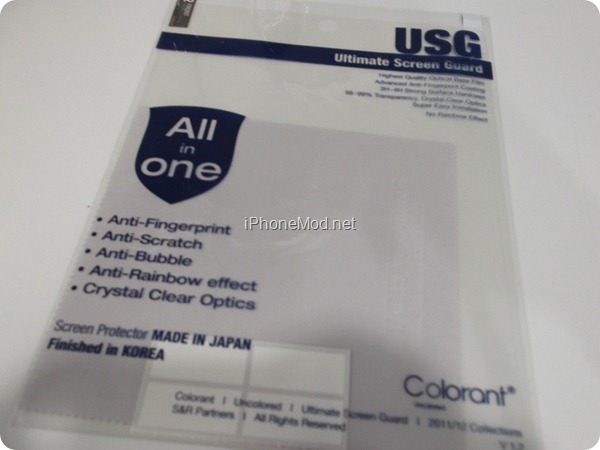 USG
Ultimate Screen Guard
Highest Quality Optical Base Film
Advanced Anti-Fingerprint Coating
3H~4H Strong Surface Hardness
Transparency, Crystal Clear Optics
Super Easy Installation
No Rainbow Effect
All
in
one
• Anti-Fingerprint
• Anti-Scratch
• Anti-Bubble
• Anti-Rainbow effect
• Crystal Clear Optics
iPhoneMod.net
Screen Protector MADE IN JAPAN
Finished in KOREA
Colorant®
Uncolored
Colorant | Uncolored | Ultimate Screen Guard | 2011/12 Collections
S&R Partners | All Rights Reserved
V 1.2